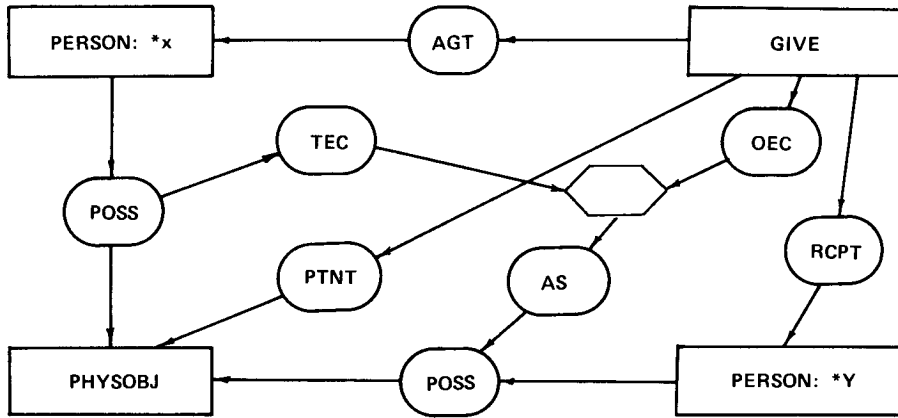 PERSON: *x
AGT
GIVE
TEC
OEC
POSS
PTNT
AS
RCPT
PHYSOBJ
POSS
PERSON: *Y